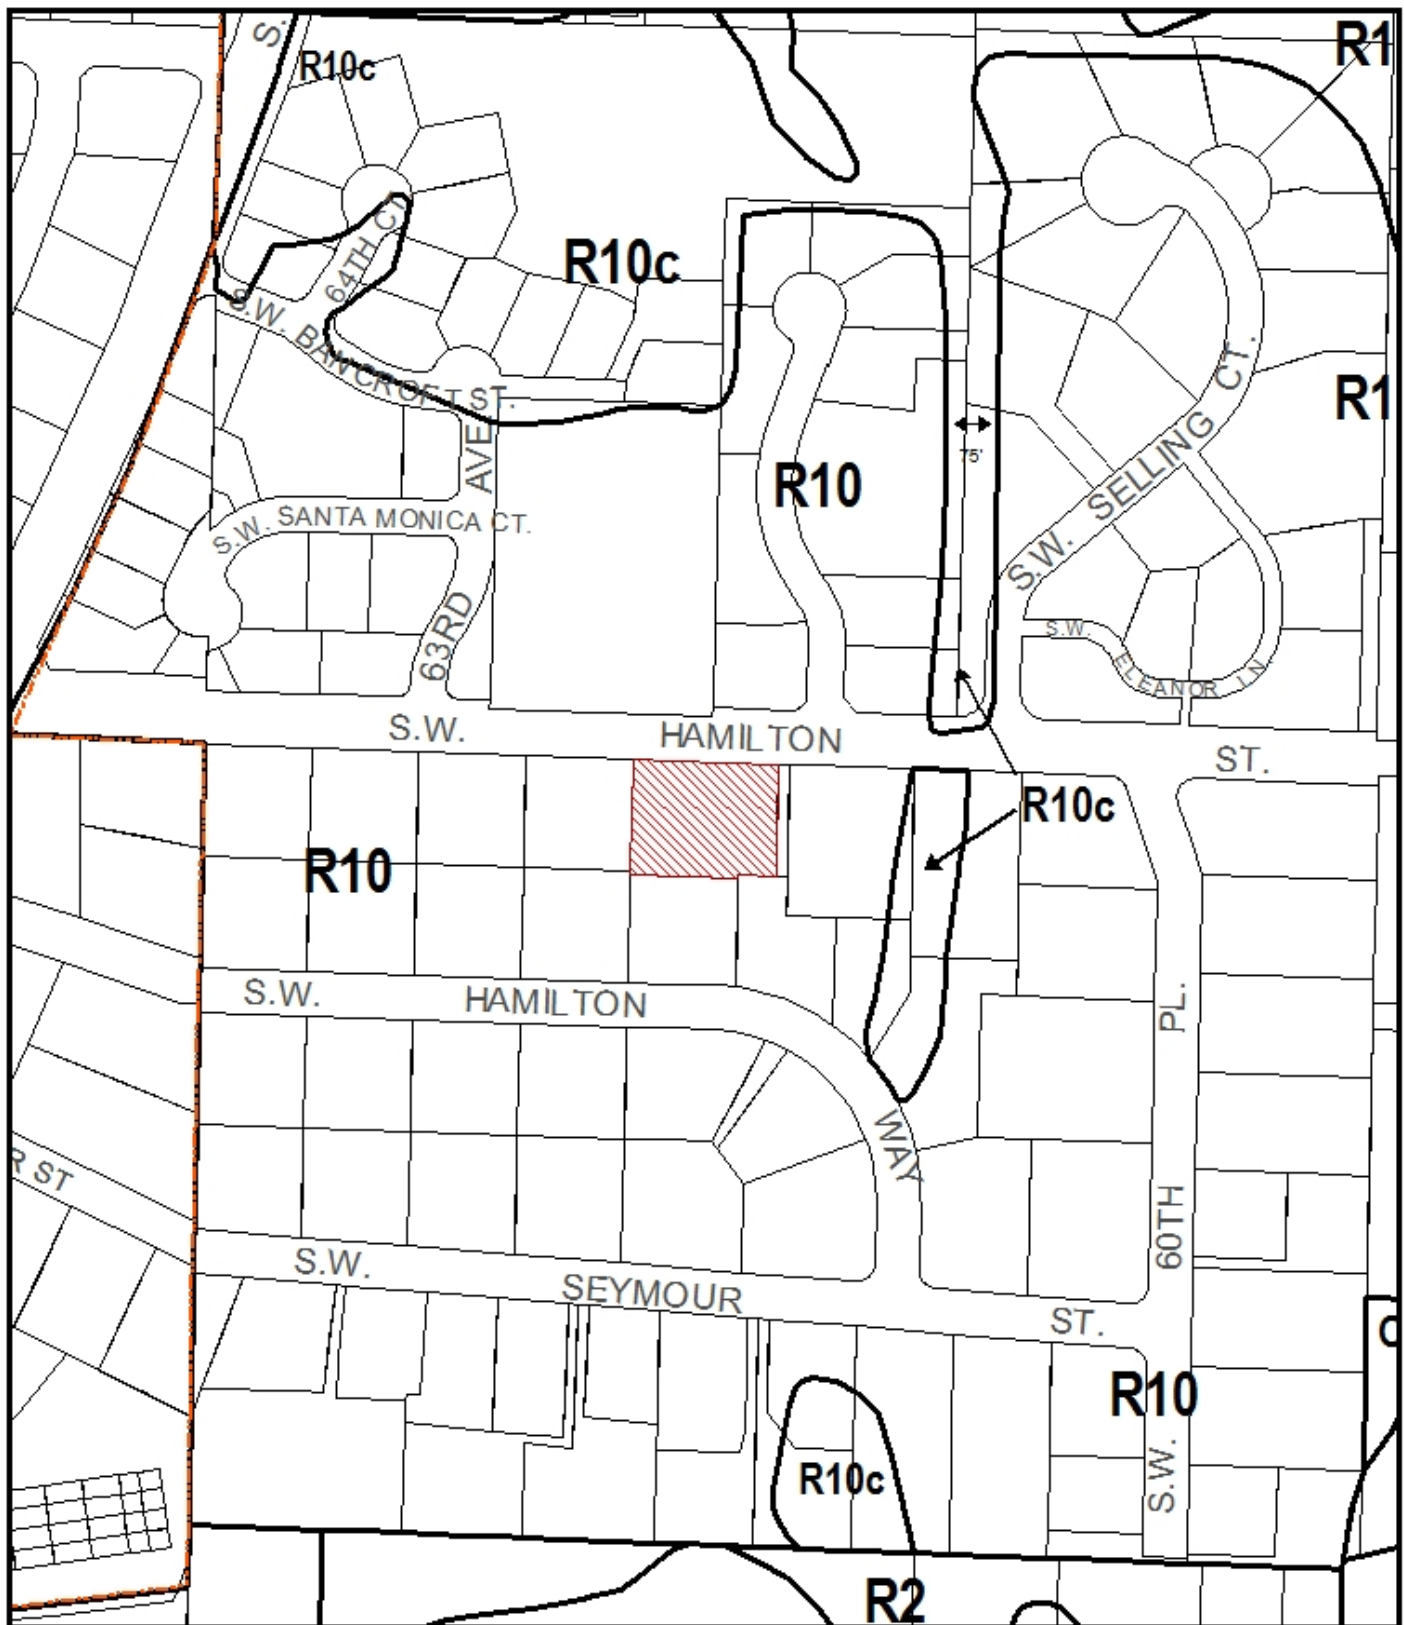 S.
R10c
R1
64TH CT.
R10c
S.W. BANCROFT ST.
R1
S.W. SELLING CT.
75'
AVE.
R10
S.W. SANTA MONICA CT.
63RD
S.W. ELEANOR LN.
S.W. HAMILTON ST.
R10c
R10
S.W. HAMILTON WAY
R ST
S.W. 60TH PL.
S.W. SEYMOUR ST.
R10
R10c
R2